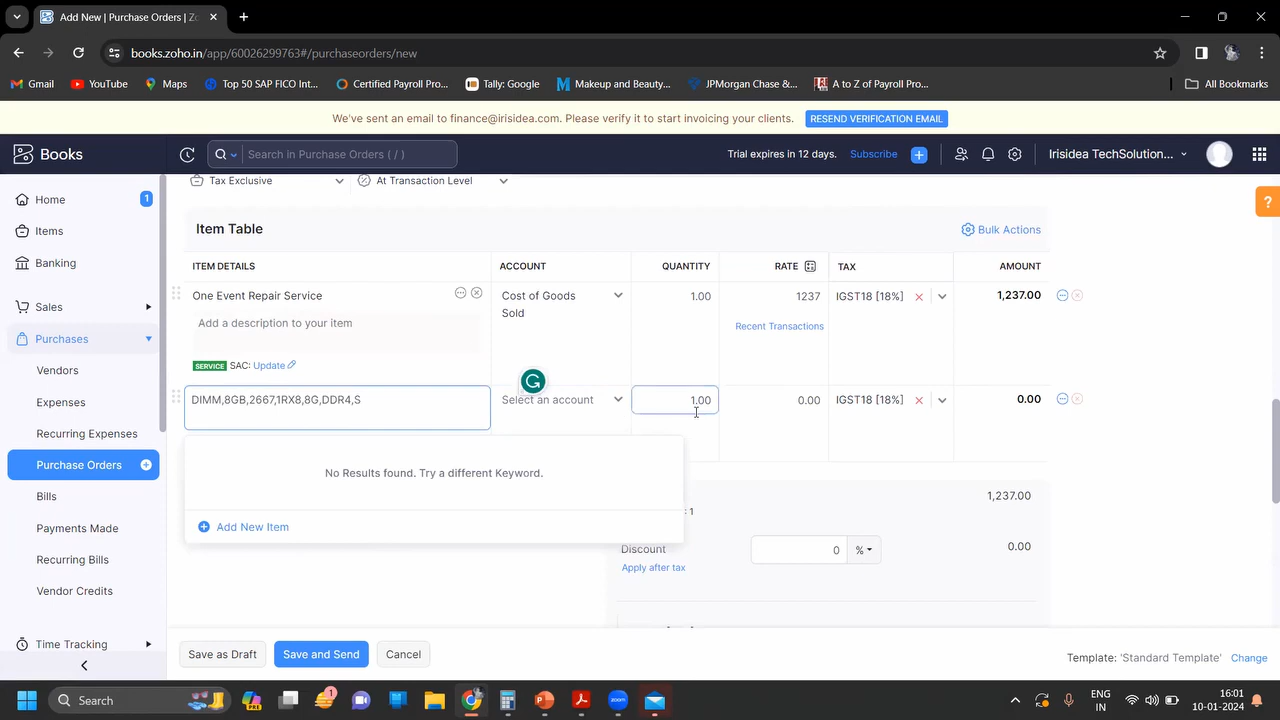 Add New | Purchase Orders | Zo
books.zoho.in/app/60026299763#/purchaseorders/new
Gmail
YouTube
Maps
Top 50 SAP FICO Int...
Certified Payroll Pro...
Tally: Google
Makeup and Beauty...
JPMorgan Chase &...
A to Z of Payroll Pro...
All Bookmarks
We've sent an email to finance@irisidea.com. Please verify it to start invoicing your clients.
RESEND VERIFICATION EMAIL
Books
Search in Purchase Orders ( / )
Trial expires in 12 days.
Subscribe
Irisidea TechSolution...
Home
1
Items
Banking
Sales
Purchases
Vendors
Expenses
Recurring Expenses
Purchase Orders
Bills
Payments Made
Recurring Bills
Vendor Credits
Time Tracking
Tax Exclusive
At Transaction Level
Item Table
Bulk Actions
ITEM DETAILS
ACCOUNT
QUANTITY
RATE
TAX
AMOUNT
One Event Repair Service
Cost of Goods
Sold
1.00
1237
IGST18 [18%]
1,237.00
Add a description to your item
Recent Transactions
SERVICE SAC: Update
DIMM,8GB,2667,1RX8,8G,DDR4,S
Select an account
1.00
0.00
IGST18 [18%]
0.00
No Results found. Try a different Keyword.
Add New Item
1,237.00
: 1
Discount
0
%
0.00
Apply after tax
Save as Draft
Save and Send
Cancel
Template: 'Standard Template'
Change
?
Search
PRE
1
zoom
ENG
IN
16:01
10-01-2024